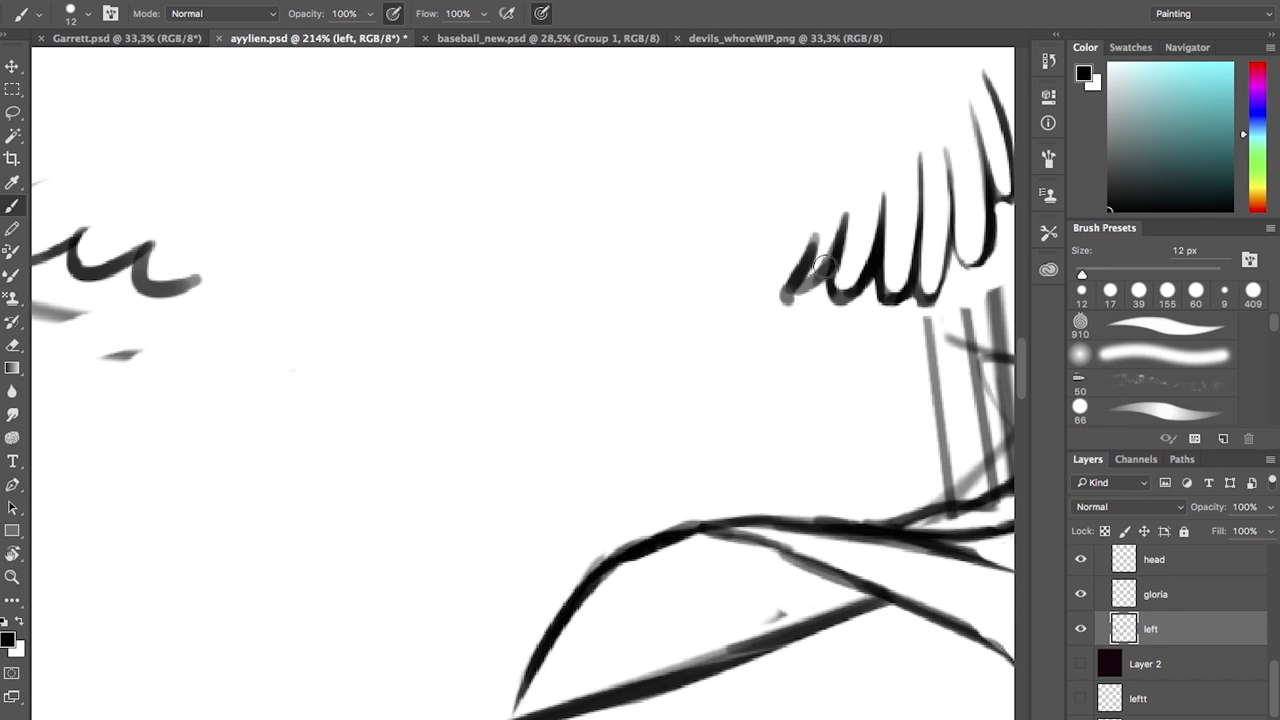 12 Mode: Normal Opacity: 100% Flow: 100% Painting
Garrett.psd @ 33,3% (RGB/8*) ayylien.psd @ 214% (left, RGB/8*) * baseball_new.psd @ 28,5% (Group 1, RGB/8) devils_whoreWIP.png @ 33,3% (RGB/8)
Color Swatches Navigator
Brush Presets
Size: 12 px
12 17 39 155 60 9 409
910
50
66
Layers Channels Paths
Kind
Normal Opacity: 100%
Lock: Fill: 100%
head
gloria
left
Layer 2
leftt